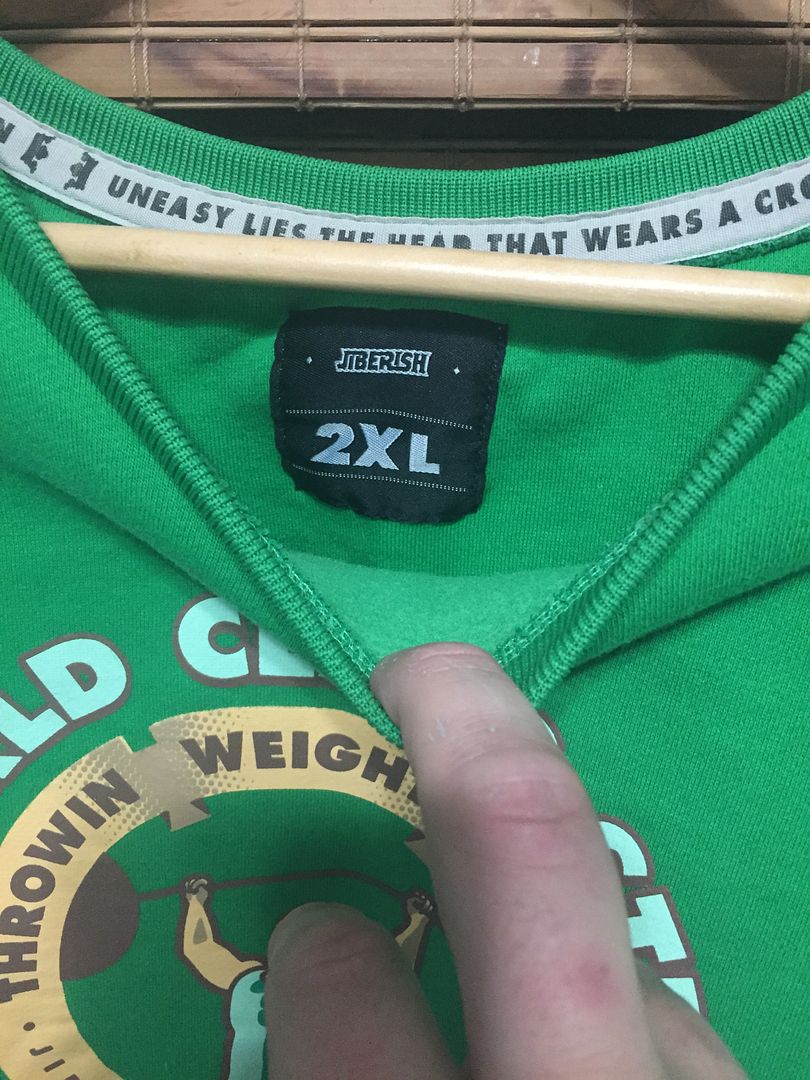 UNEASY LIES THE HEAD THAT WEARS A CRO
JIBERISH
2XL
THROWIN WEIGH